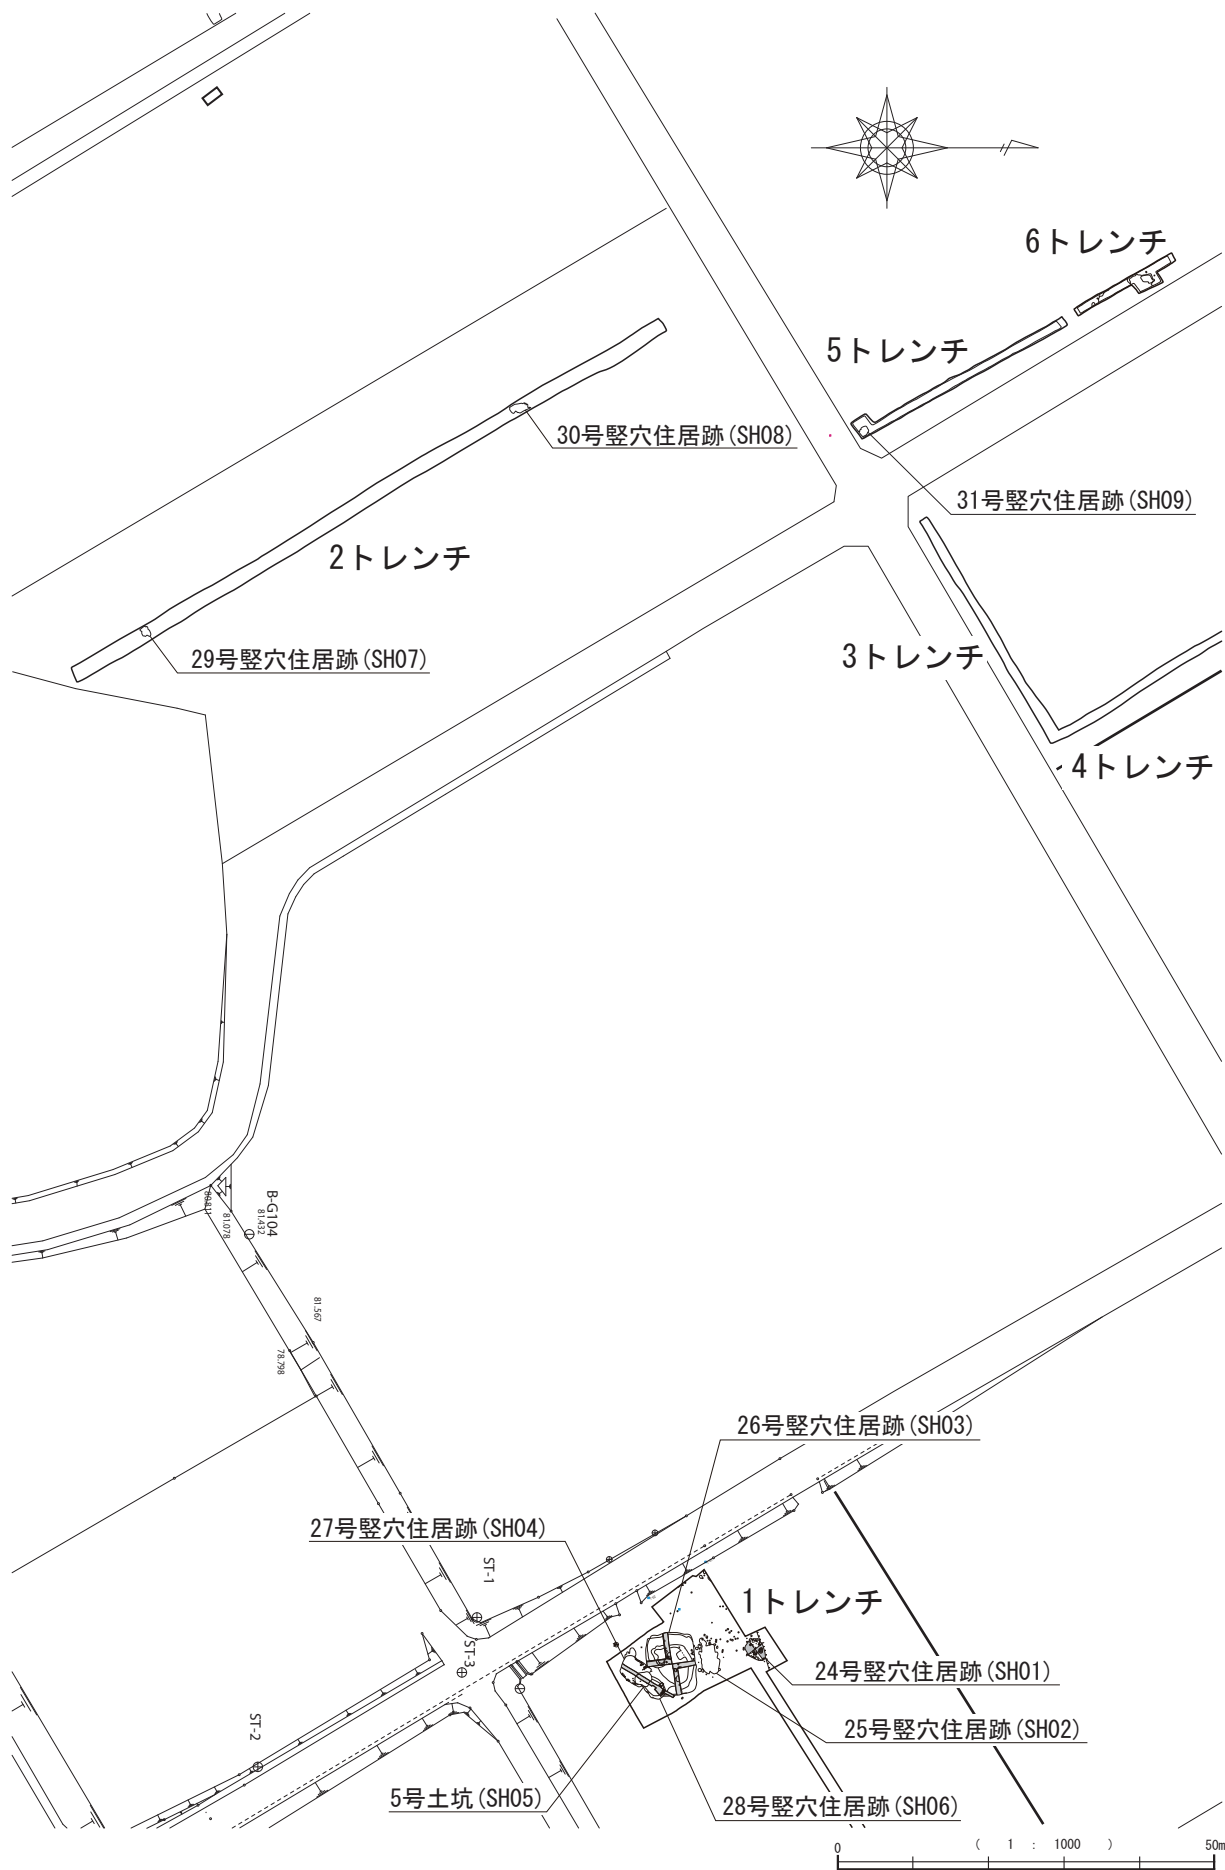 6トレンチ
5トレンチ
30号竪穴住居跡(SH08)
31号竪穴住居跡(SH09)
2トレンチ
29号竪穴住居跡(SH07)
3トレンチ
4トレンチ
B-G104
81.432
81.078
80.811
81.567
78.798
26号竪穴住居跡(SH03)
27号竪穴住居跡(SH04)
ST-1
1トレンチ
ST-3
24号竪穴住居跡(SH01)
25号竪穴住居跡(SH02)
ST-2
5号土坑(SH05)
28号竪穴住居跡(SH06)
0 ( 1 : 1000 ) 50m